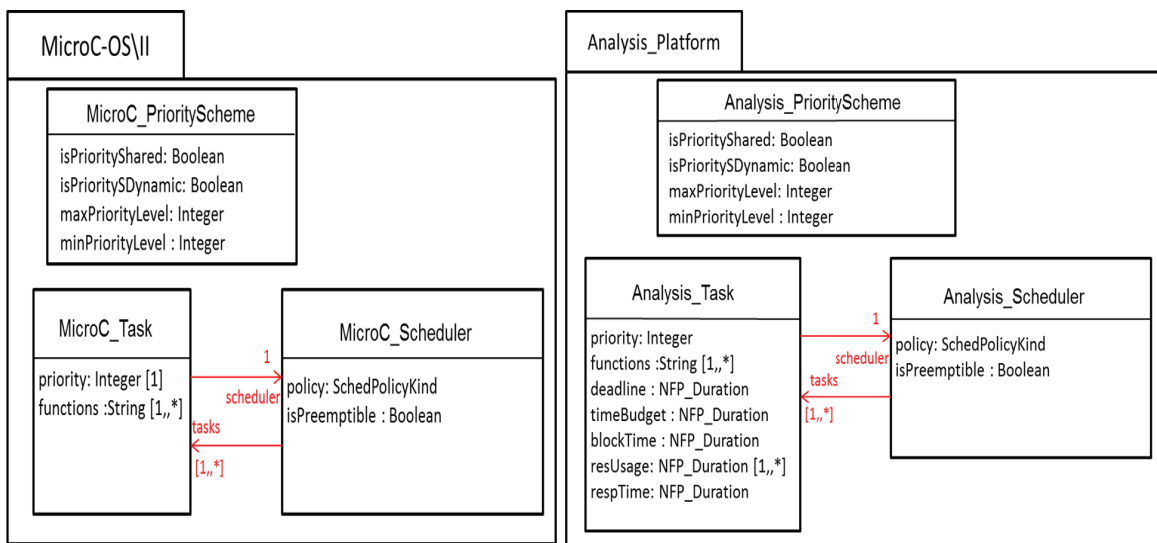 MicroC-OS\II
MicroC_PriorityScheme
isPriorityShared: Boolean
isPrioritySDynamic: Boolean
maxPriorityLevel: Integer
minPriorityLevel : Integer
MicroC_Task
priority: Integer [1]
functions :String [1,,*]
1
scheduler
tasks
[1,,*]
MicroC_Scheduler
policy: SchedPolicyKind
isPreemptible : Boolean
Analysis_Platform
Analysis_PriorityScheme
isPriorityShared: Boolean
isPrioritySDynamic: Boolean
maxPriorityLevel: Integer
minPriorityLevel : Integer
Analysis_Task
priority: Integer
functions :String [1,,*]
deadline : NFP_Duration
timeBudget : NFP_Duration
blockTime : NFP_Duration
resUsage: NFP_Duration [1,,*]
respTime: NFP_Duration
1
scheduler
tasks
[1,,*]
Analysis_Scheduler
policy: SchedPolicyKind
isPreemptible : Boolean